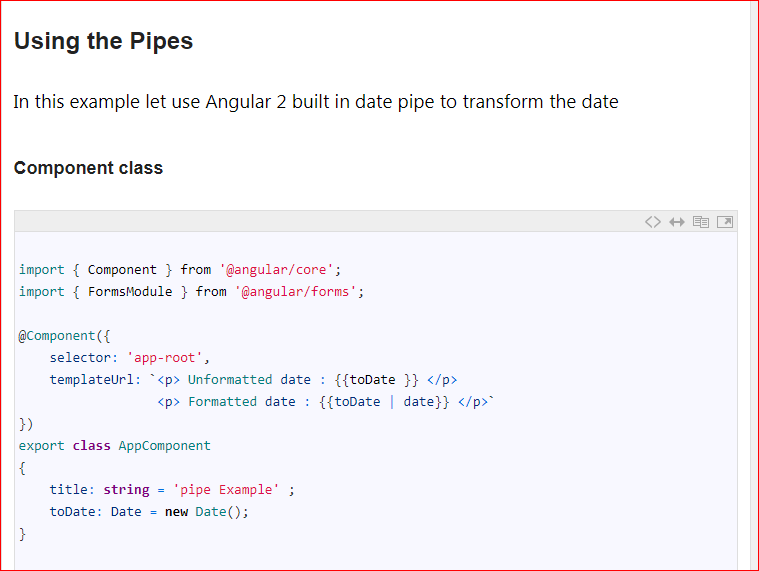 Using the Pipes
In this example let use Angular 2 built in date pipe to transform the date
Component class
import { Component } from '@angular/core';
import { FormsModule } from '@angular/forms';
@Component({
    selector: 'app-root',
    templateUrl: `<p> Unformatted date : {{toDate }} </p>
                  <p> Formatted date : {{toDate | date}} </p>`
})
export class AppComponent
{
    title: string = 'pipe Example' ;
    toDate: Date = new Date();
}